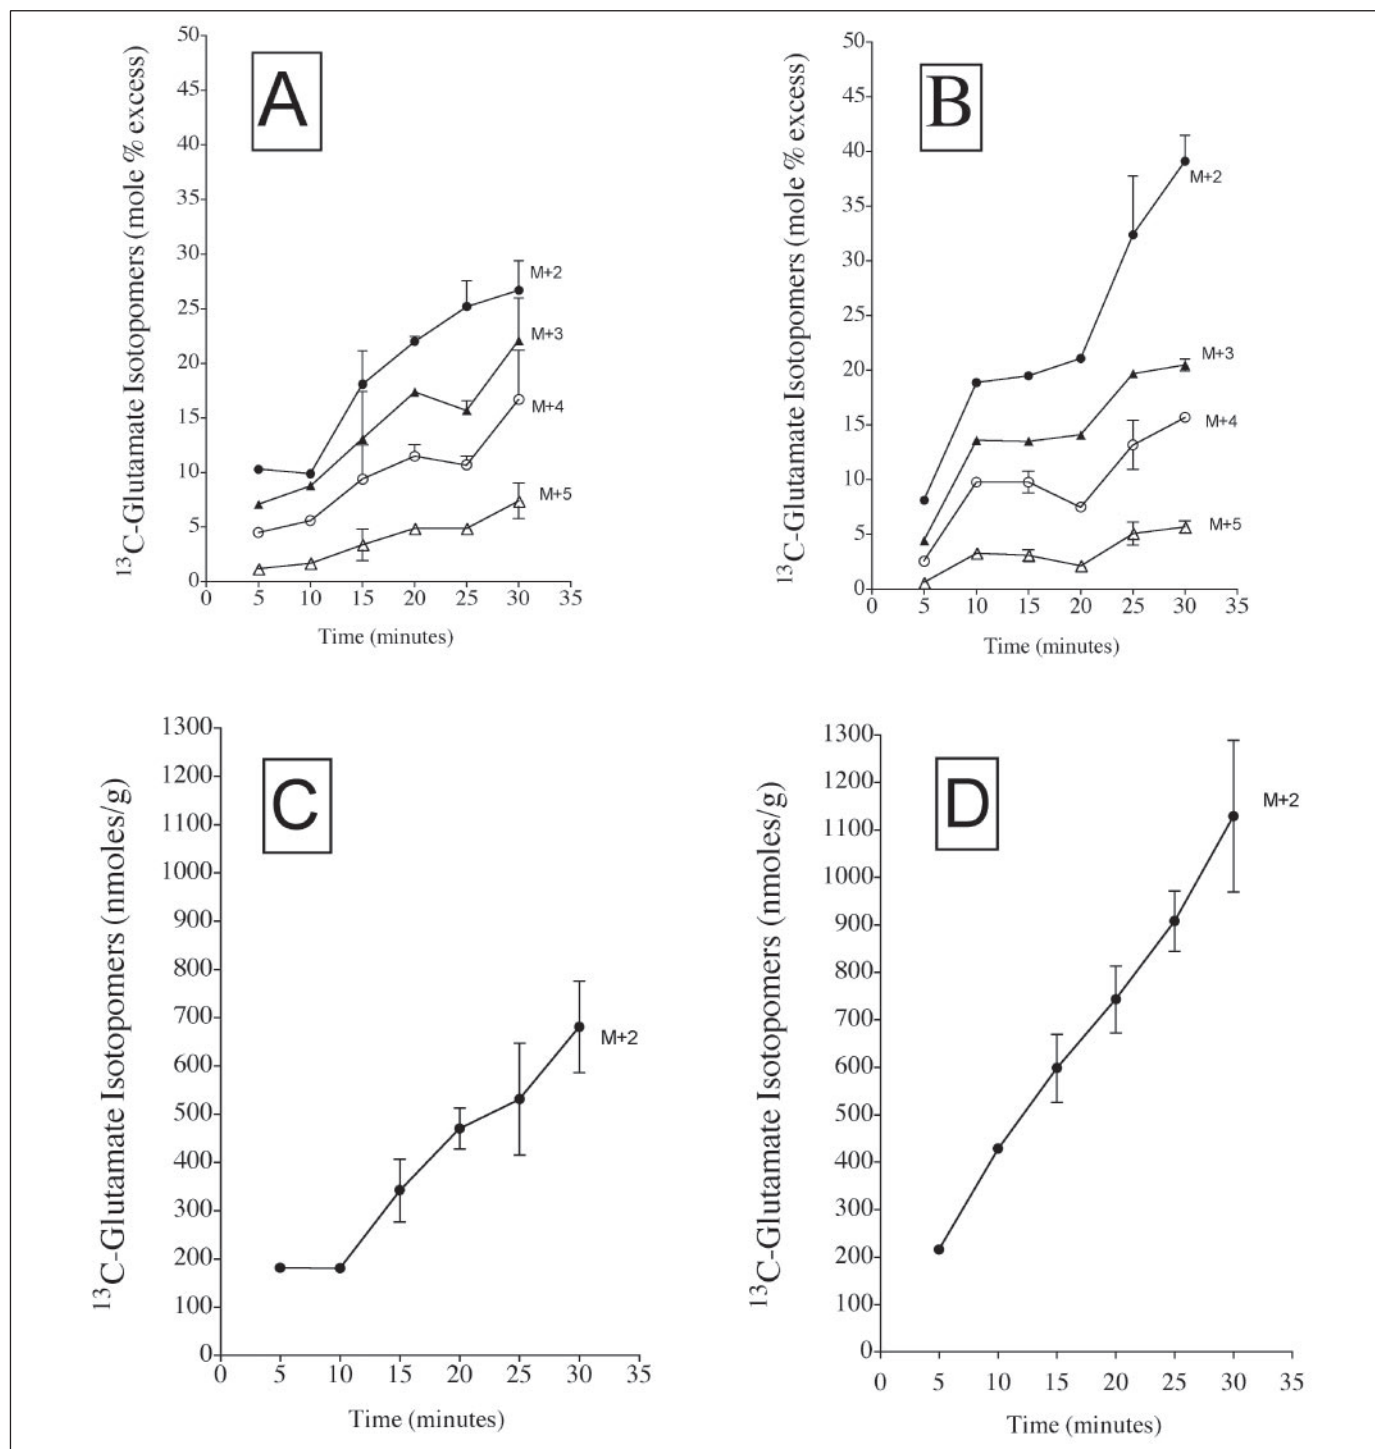 A
¹³C-Glutamate Isotopomers (mole % excess)
50
45
40
35
30
25
20
15
10
5
0
M+2
M+3
M+4
M+5
0 5 10 15 20 25 30 35
Time (minutes)
B
¹³C-Glutamate Isotopomers (mole % excess)
50
45
40
35
30
25
20
15
10
5
0
M+2
M+3
M+4
M+5
0 5 10 15 20 25 30 35
Time (minutes)
C
¹³C-Glutamate Isotopomers (nmoles/g)
1300
1200
1100
1000
900
800
700
600
500
400
300
200
100
0
M+2
0 5 10 15 20 25 30 35
Time (minutes)
D
¹³C-Glutamate Isotopomers (nmoles/g)
1300
1200
1100
1000
900
800
700
600
500
400
300
200
100
0
M+2
0 5 10 15 20 25 30 35
Time (minutes)